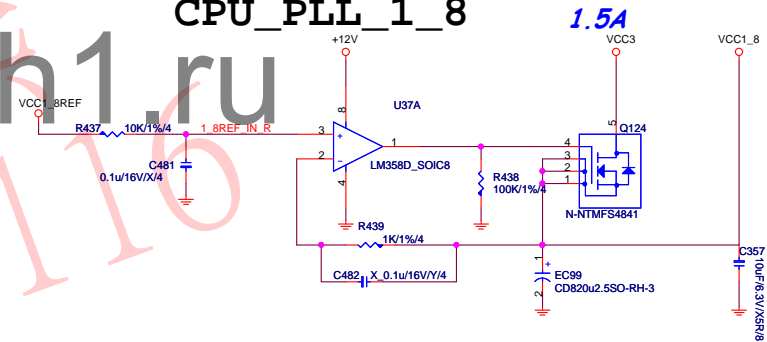 CPU_PLL_1_8
1.5A
h1.ru
116
+12V
VCC3
VCC1_8
VCC1_8REF
R437
10K/1%/4
1_8REF_IN_R
C481
0.1u/16V/X/4
U37A
8
3
+
2
-
1
4
LM358D_SOIC8
R438
100K/1%/4
5
Q124
4
3
2
1
N-NTMFS4841
R439
1K/1%/4
C482
X_0.1u/16V/Y/4
1
+
2
EC99
CD820u2.5SO-RH-3
C357
10uF/6.3V/X5R/8